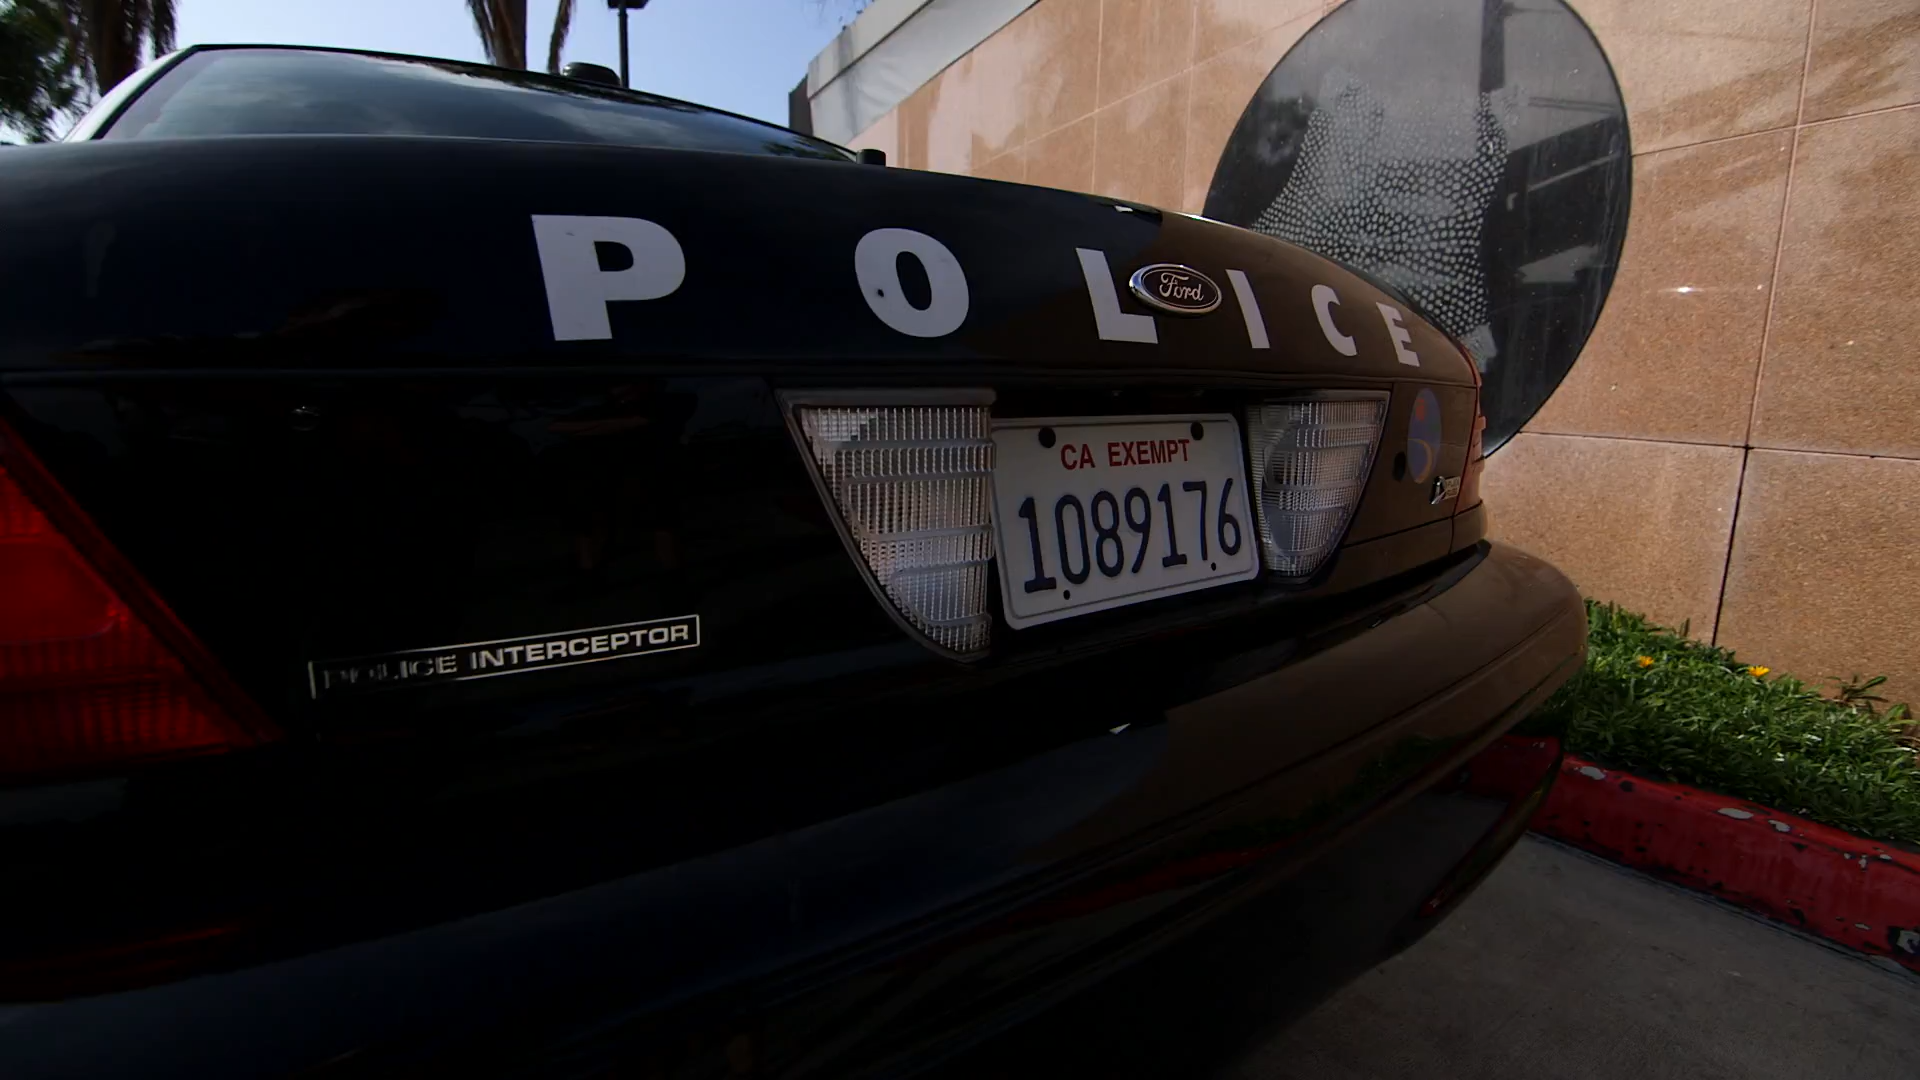 POLICE
Ford
CA EXEMPT
1089176
POLICE INTERCEPTOR